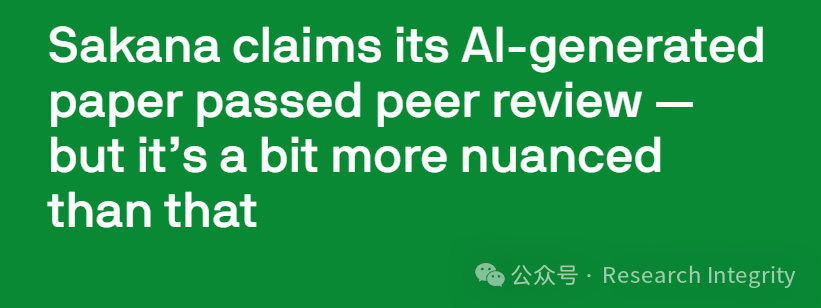 Sakana claims its AI-generated
paper passed peer review —
but it’s a bit more nuanced
than that
公众号 · Research Integrity